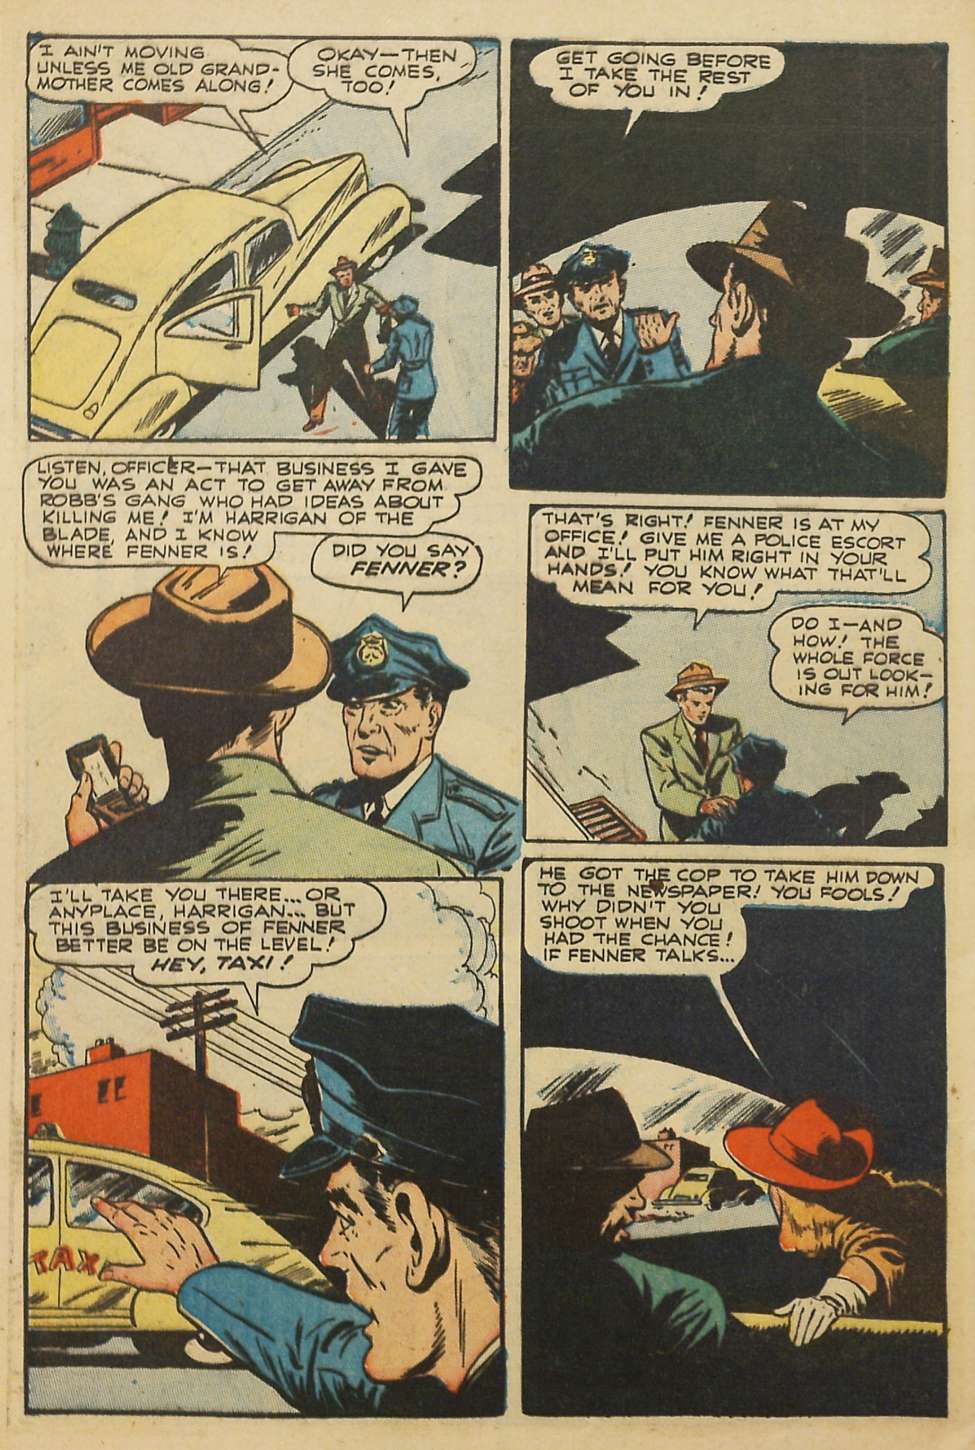 I AIN'T MOVING
UNLESS ME OLD GRAND-
MOTHER COMES ALONG!
OKAY—THEN
SHE COMES,
TOO!
GET GOING BEFORE
I TAKE THE REST
OF YOU IN!
LISTEN, OFFICER—THAT BUSINESS I GAVE
YOU WAS AN ACT TO GET AWAY FROM
ROBB'S GANG WHO HAD IDEAS ABOUT
KILLING ME! I'M HARRIGAN OF THE
BLADE, AND I KNOW
WHERE FENNER IS!
DID YOU SAY
FENNER?
THAT'S RIGHT! FENNER IS AT MY
OFFICE! GIVE ME A POLICE ESCORT
AND I'LL PUT HIM RIGHT IN YOUR
HANDS! YOU KNOW WHAT THAT'LL
MEAN FOR YOU!
DO I—AND
HOW! THE
WHOLE FORCE
IS OUT LOOK-
ING FOR HIM!
I'LL TAKE YOU THERE... OR
ANYPLACE, HARRIGAN... BUT
THIS BUSINESS OF FENNER
BETTER BE ON THE LEVEL!
HEY, TAXI!
TAX
HE GOT THE COP TO TAKE HIM DOWN
TO THE NEWSPAPER! YOU FOOLS!
WHY DIDN'T YOU
SHOOT WHEN YOU
HAD THE CHANCE!
IF FENNER TALKS...